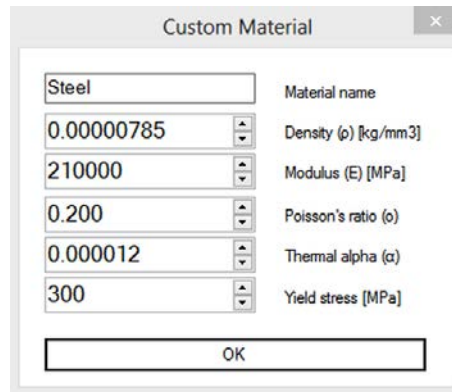 Custom Material
×
Steel Material name
0.00000785 Density (ρ) [kg/mm3]
210000 Modulus (E) [MPa]
0.200 Poisson's ratio (o)
0.000012 Thermal alpha (α)
300 Yield stress [MPa]
OK